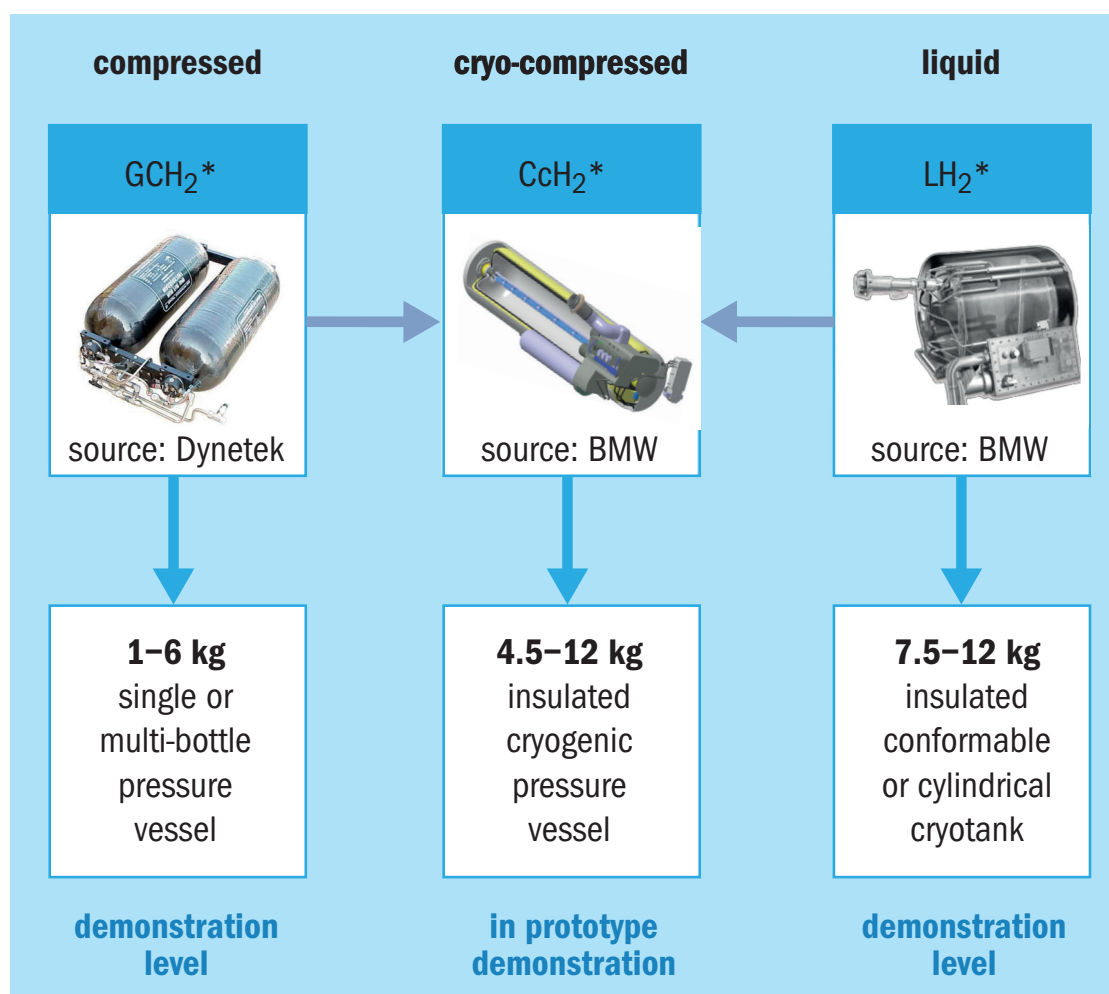 compressed
cryo-compressed
liquid
GCH₂*
CcH₂*
LH₂*
source: Dynetek
source: BMW
source: BMW
1–6 kg
single or
multi-bottle
pressure
vessel
4.5–12 kg
insulated
cryogenic
pressure
vessel
7.5–12 kg
insulated
conformable
or cylindrical
cryotank
demonstration
level
in prototype
demonstration
demonstration
level